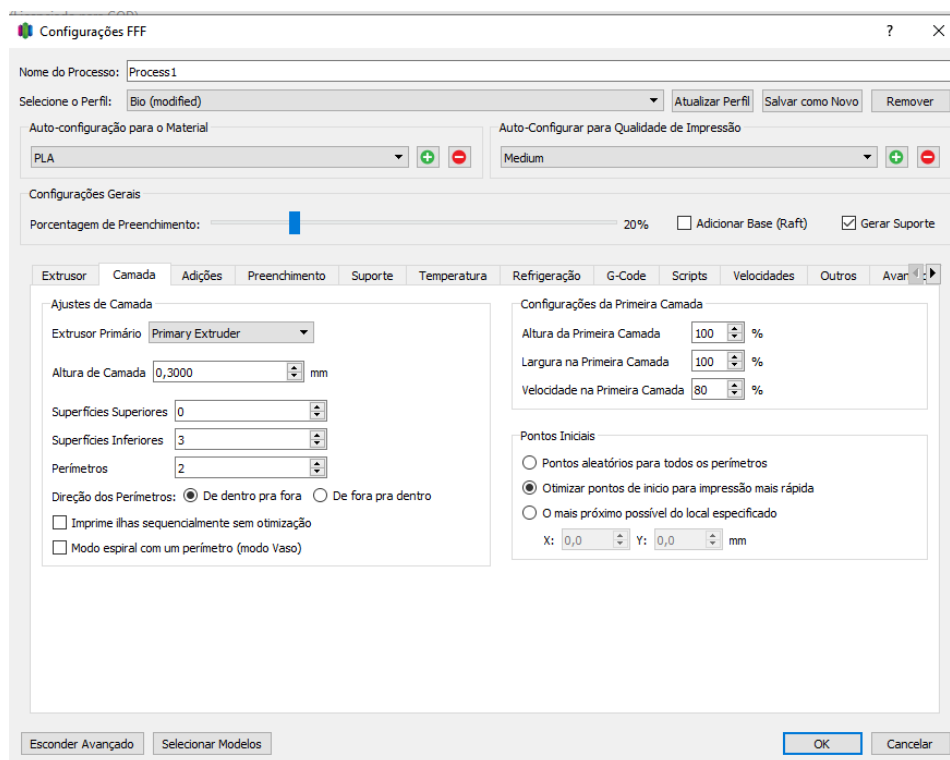 Configurações FFF
Nome do Processo: Process1
Selecione o Perfil: Bio (modified) Atualizar Perfil Salvar como Novo Remover
Auto-configuração para o Material Auto-Configurar para Qualidade de Impressão
PLA Medium
Configurações Gerais
Porcentagem de Preenchimento: 20% Adicionar Base (Raft) Gerar Suporte
Extrusor Camada Adições Preenchimento Suporte Temperatura Refrigeração G-Code Scripts Velocidades Outros
Ajustes de Camada
Extrusor Primário Primary Extruder
Altura de Camada 0,3000 mm
Superfícies Superiores 0
Superfícies Inferiores 3
Perímetros 2
Direção dos Perímetros: De dentro pra fora De fora pra dentro
Imprime ilhas sequencialmente sem otimização
Modo espiral com um perímetro (modo Vaso)
Configurações da Primeira Camada
Altura da Primeira Camada 100 %
Largura na Primeira Camada 100 %
Velocidade na Primeira Camada 80 %
Pontos Iniciais
Pontos aleatórios para todos os perímetros
Otimizar pontos de inicio para impressão mais rápida
O mais próximo possível do local especificado
X: 0,0 Y: 0,0 mm
Esconder Avançado Selecionar Modelos OK Cancelar